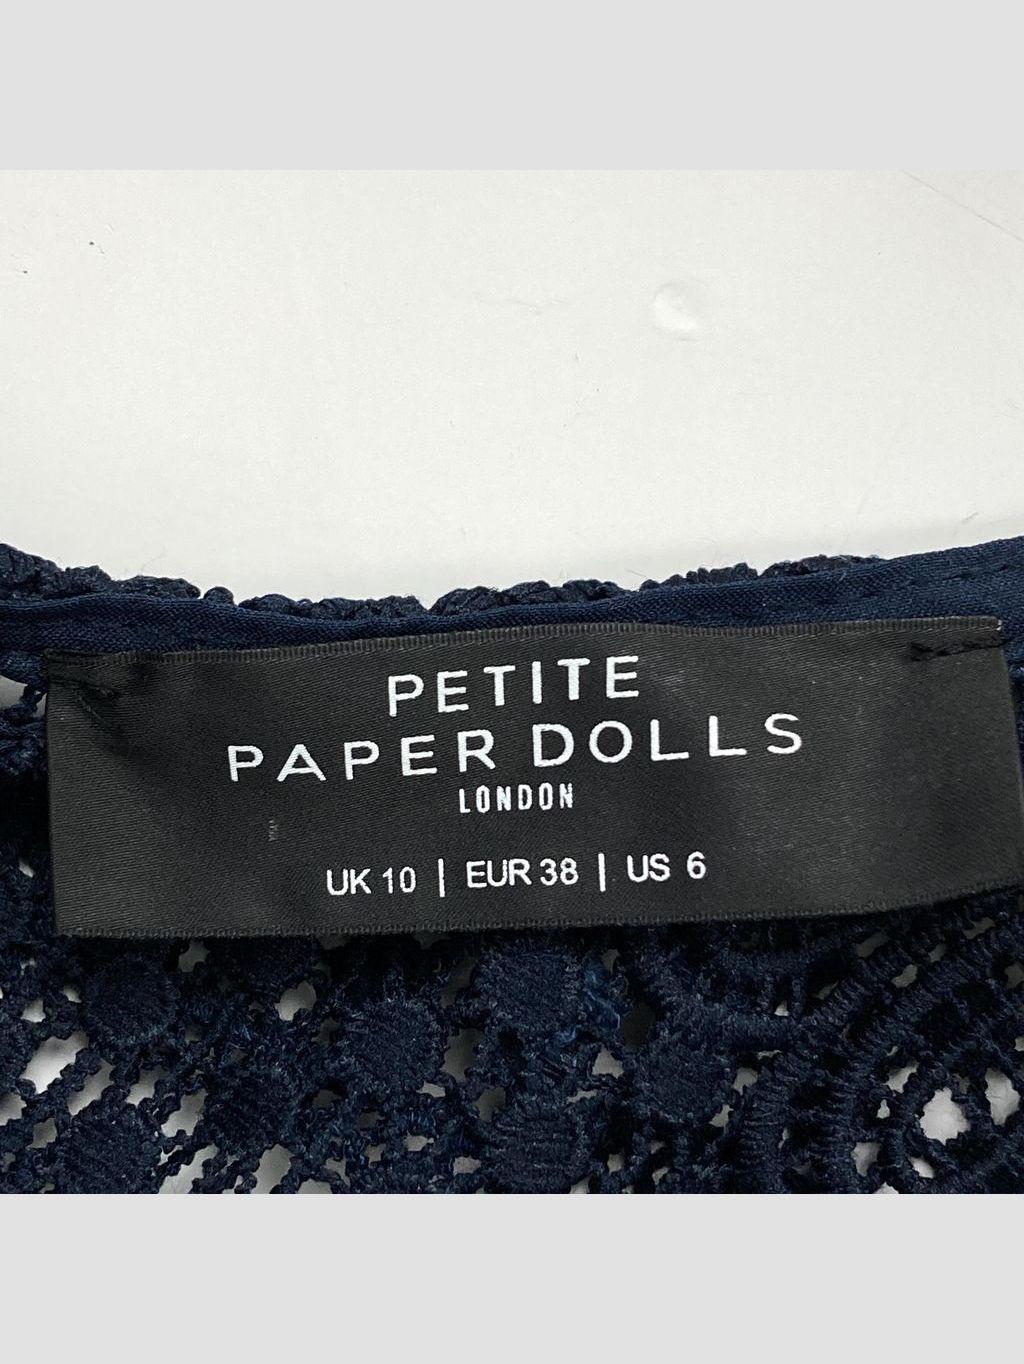 PETITE
PAPER DOLLS
LONDON
UK 10 | EUR 38 | US 6